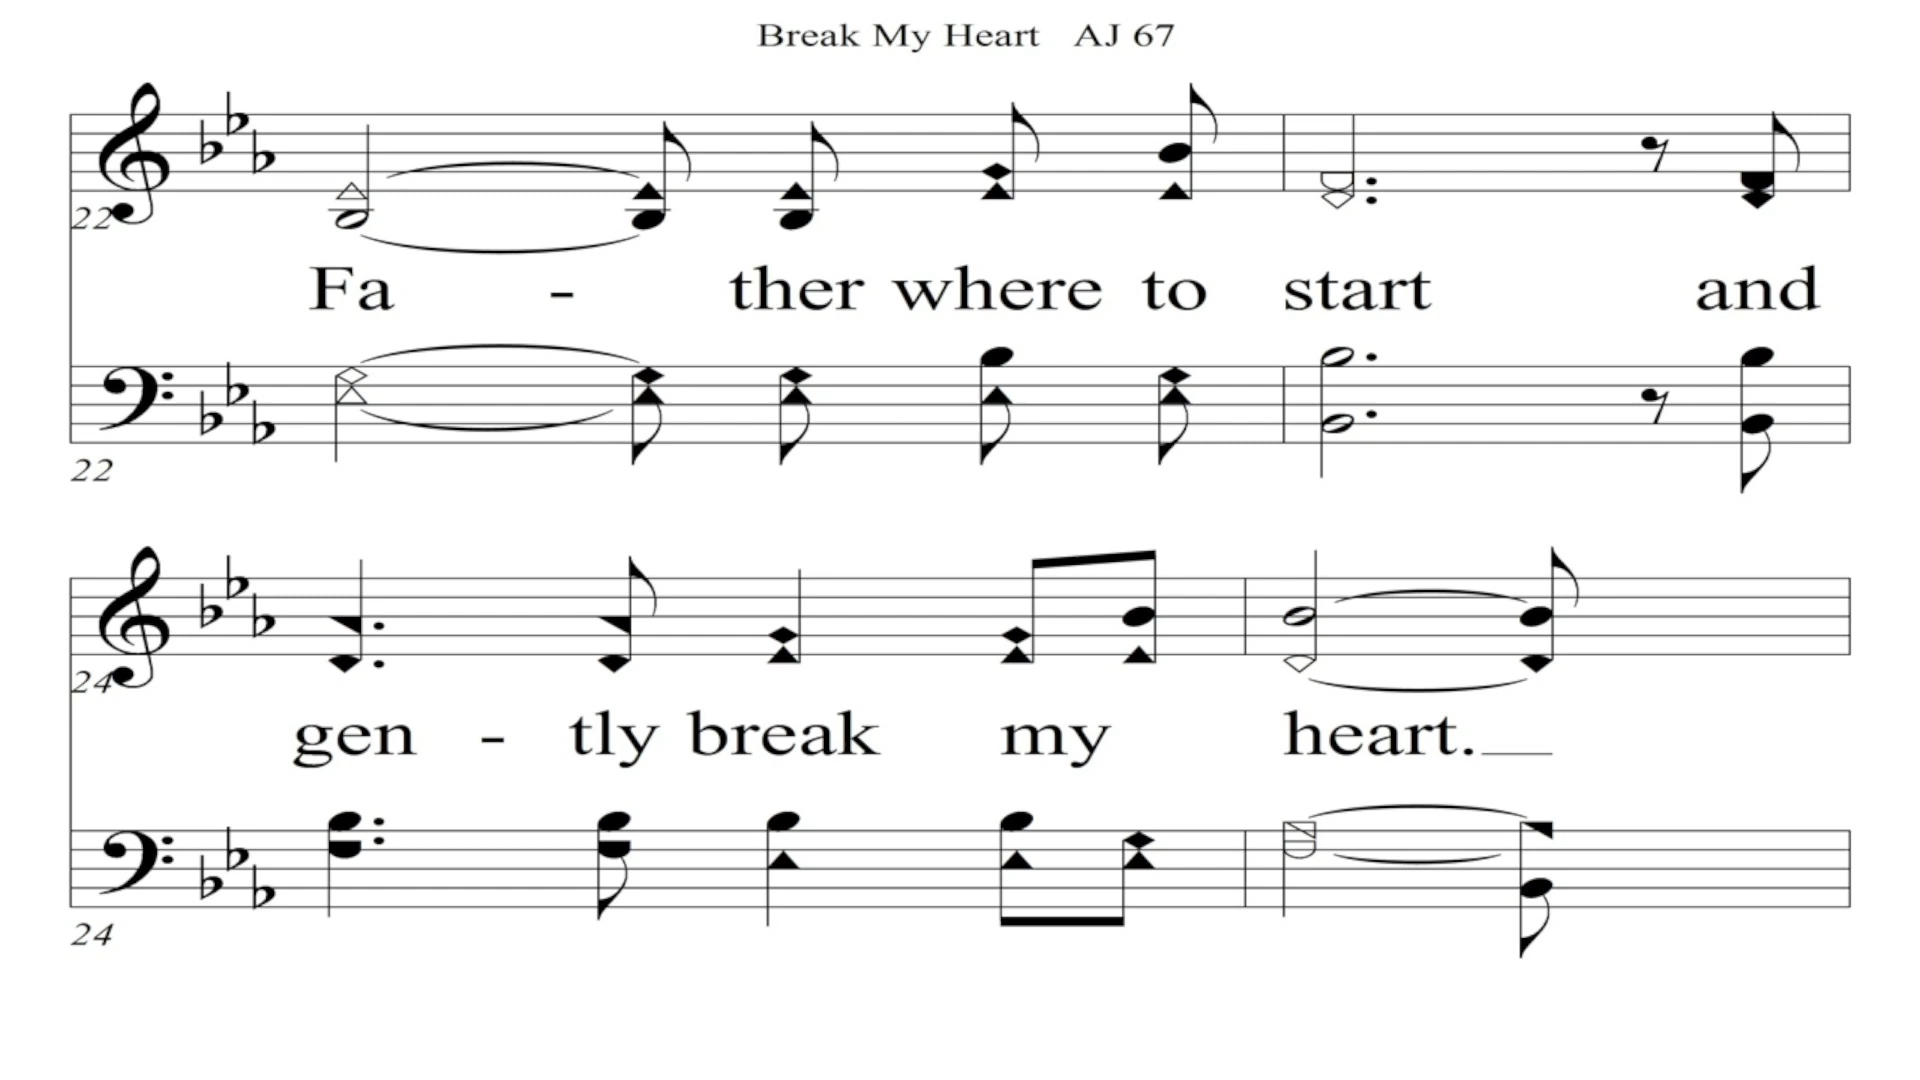 Break My Heart AJ 67
22
Fa - ther where to start and
22
24
gen - tly break my heart.
24